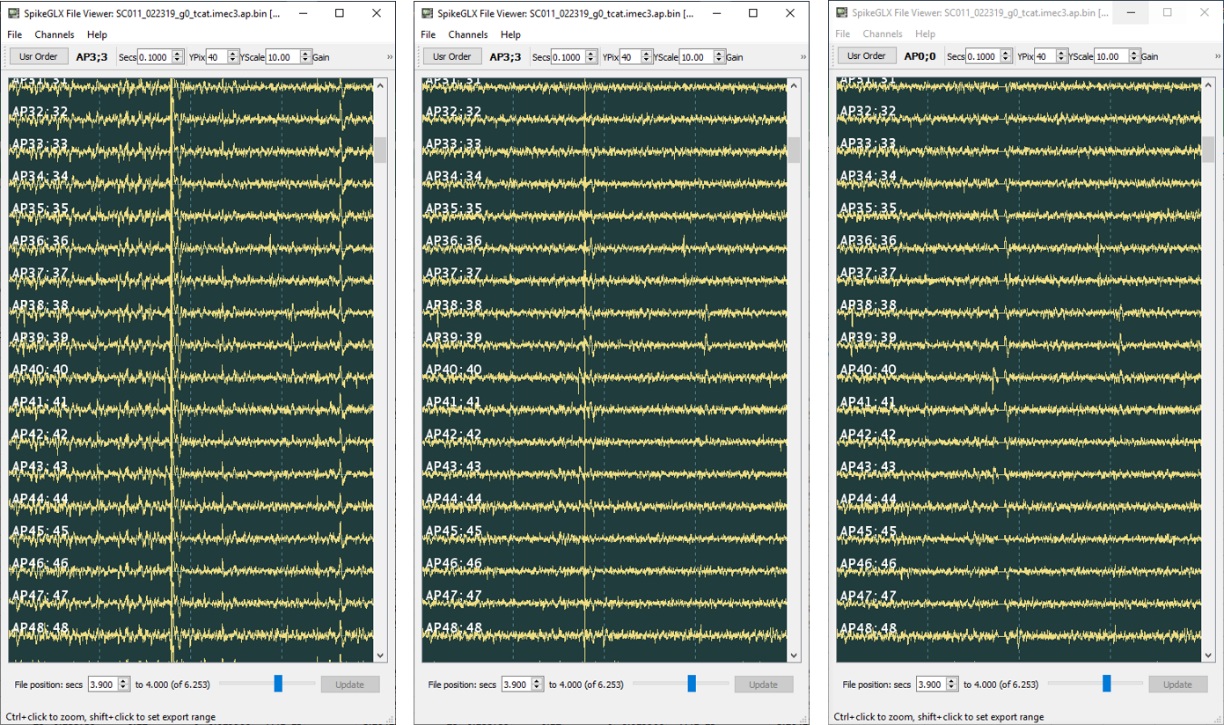 SpikeGLX File Viewer: SC011_022319_g0_tcat.imec3.ap.bin [...
File Channels Help
Usr Order AP3;3 Secs 0.1000 YPix 40 YScale 10.00 Gain »
AP31; 31
AP32; 32
AP33; 33
AP34; 34
AP35; 35
AP36; 36
AP37; 37
AP38; 38
AP39; 39
AP40; 40
AP41; 41
AP42; 42
AP43; 43
AP44; 44
AP45; 45
AP46; 46
AP47; 47
AP48; 48
File position: secs 3.900 to 4.000 (of 6.253) Update
Ctrl+click to zoom, shift+click to set export range
SpikeGLX File Viewer: SC011_022319_g0_tcat.imec3.ap.bin [...
File Channels Help
Usr Order AP3;3 Secs 0.1000 YPix 40 YScale 10.00 Gain »
AP31; 31
AP32; 32
AP33; 33
AP34; 34
AP35; 35
AP36; 36
AP37; 37
AP38; 38
AP39; 39
AP40; 40
AP41; 41
AP42; 42
AP43; 43
AP44; 44
AP45; 45
AP46; 46
AP47; 47
AP48; 48
File position: secs 3.900 to 4.000 (of 6.253) Update
SpikeGLX File Viewer: SC011_022319_g0_tcat.imec3.ap.bin [...
File Channels Help
Usr Order AP0;0 Secs 0.1000 YPix 40 YScale 10.00 Gain »
AP31; 31
AP32; 32
AP33; 33
AP34; 34
AP35; 35
AP36; 36
AP37; 37
AP38; 38
AP39; 39
AP40; 40
AP41; 41
AP42; 42
AP43; 43
AP44; 44
AP45; 45
AP46; 46
AP47; 47
AP48; 48
File position: secs 3.900 to 4.000 (of 6.253) Update
Ctrl+click to zoom, shift+click to set export range